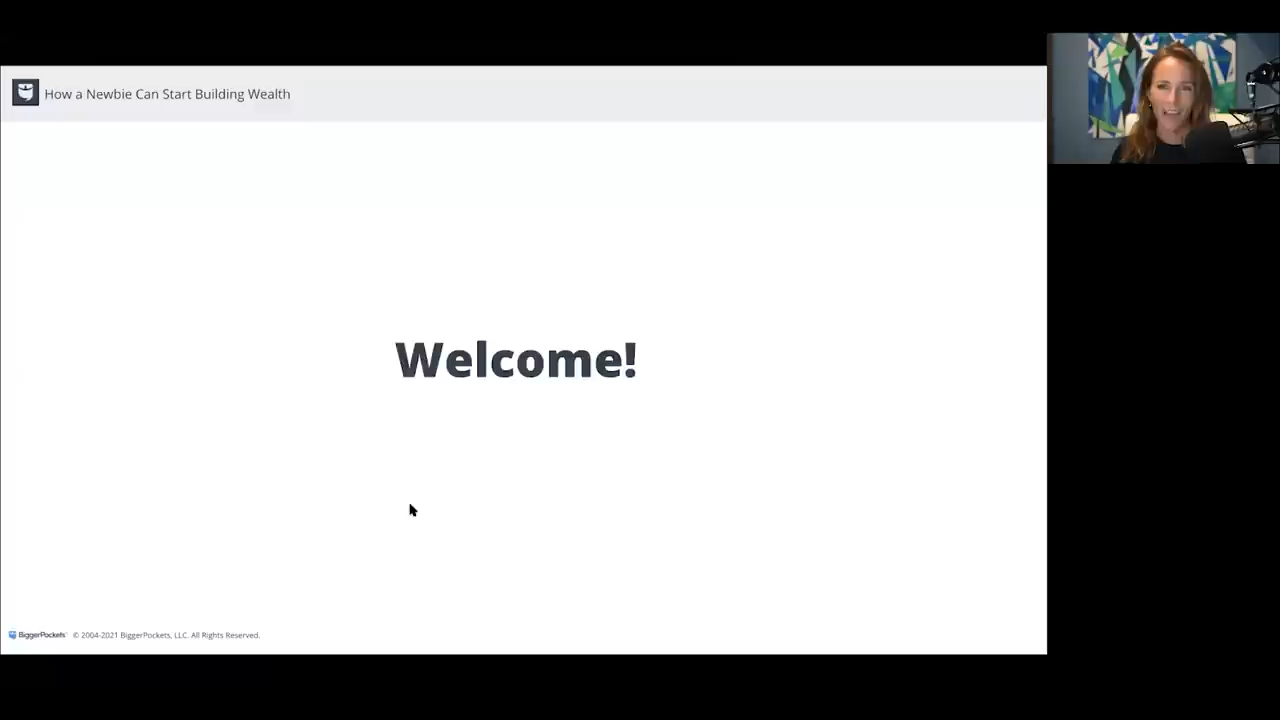 How a Newbie Can Start Building Wealth
Welcome!
BiggerPockets © 2004-2021 BiggerPockets, LLC. All Rights Reserved.